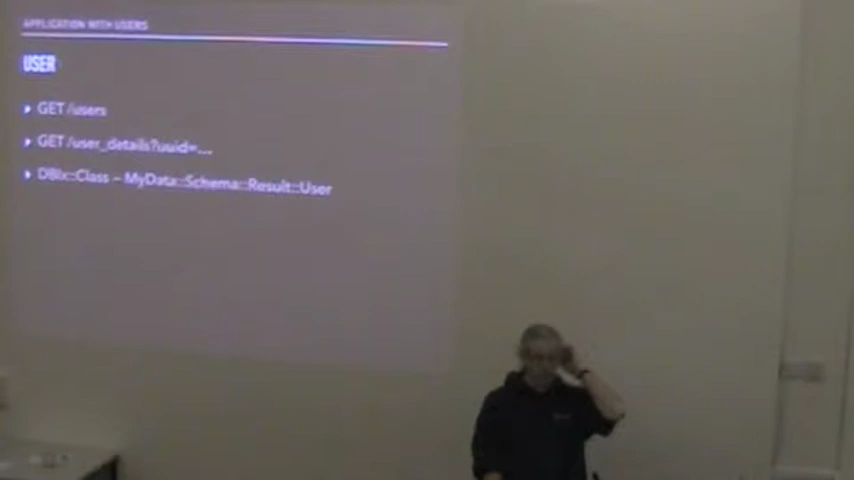 APPLICATION WITH USERS
USER
GET /users
GET /user_details?uuid=...
DBIx::Class – MyData::Schema::Result::User